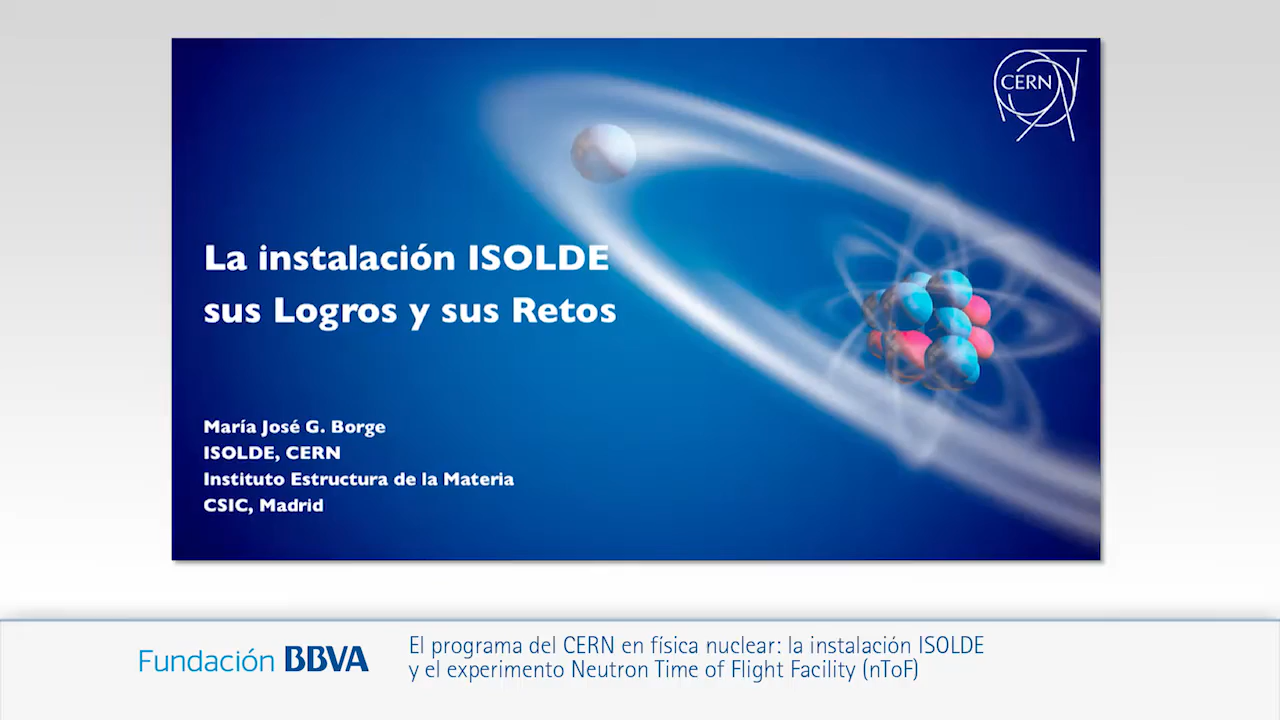 CERN
La instalación ISOLDE
sus Logros y sus Retos
María José G. Borge
ISOLDE, CERN
Instituto Estructura de la Materia
CSIC, Madrid
Fundación BBVA
El programa del CERN en física nuclear: la instalación ISOLDE
y el experimento Neutron Time of Flight Facility (nToF)